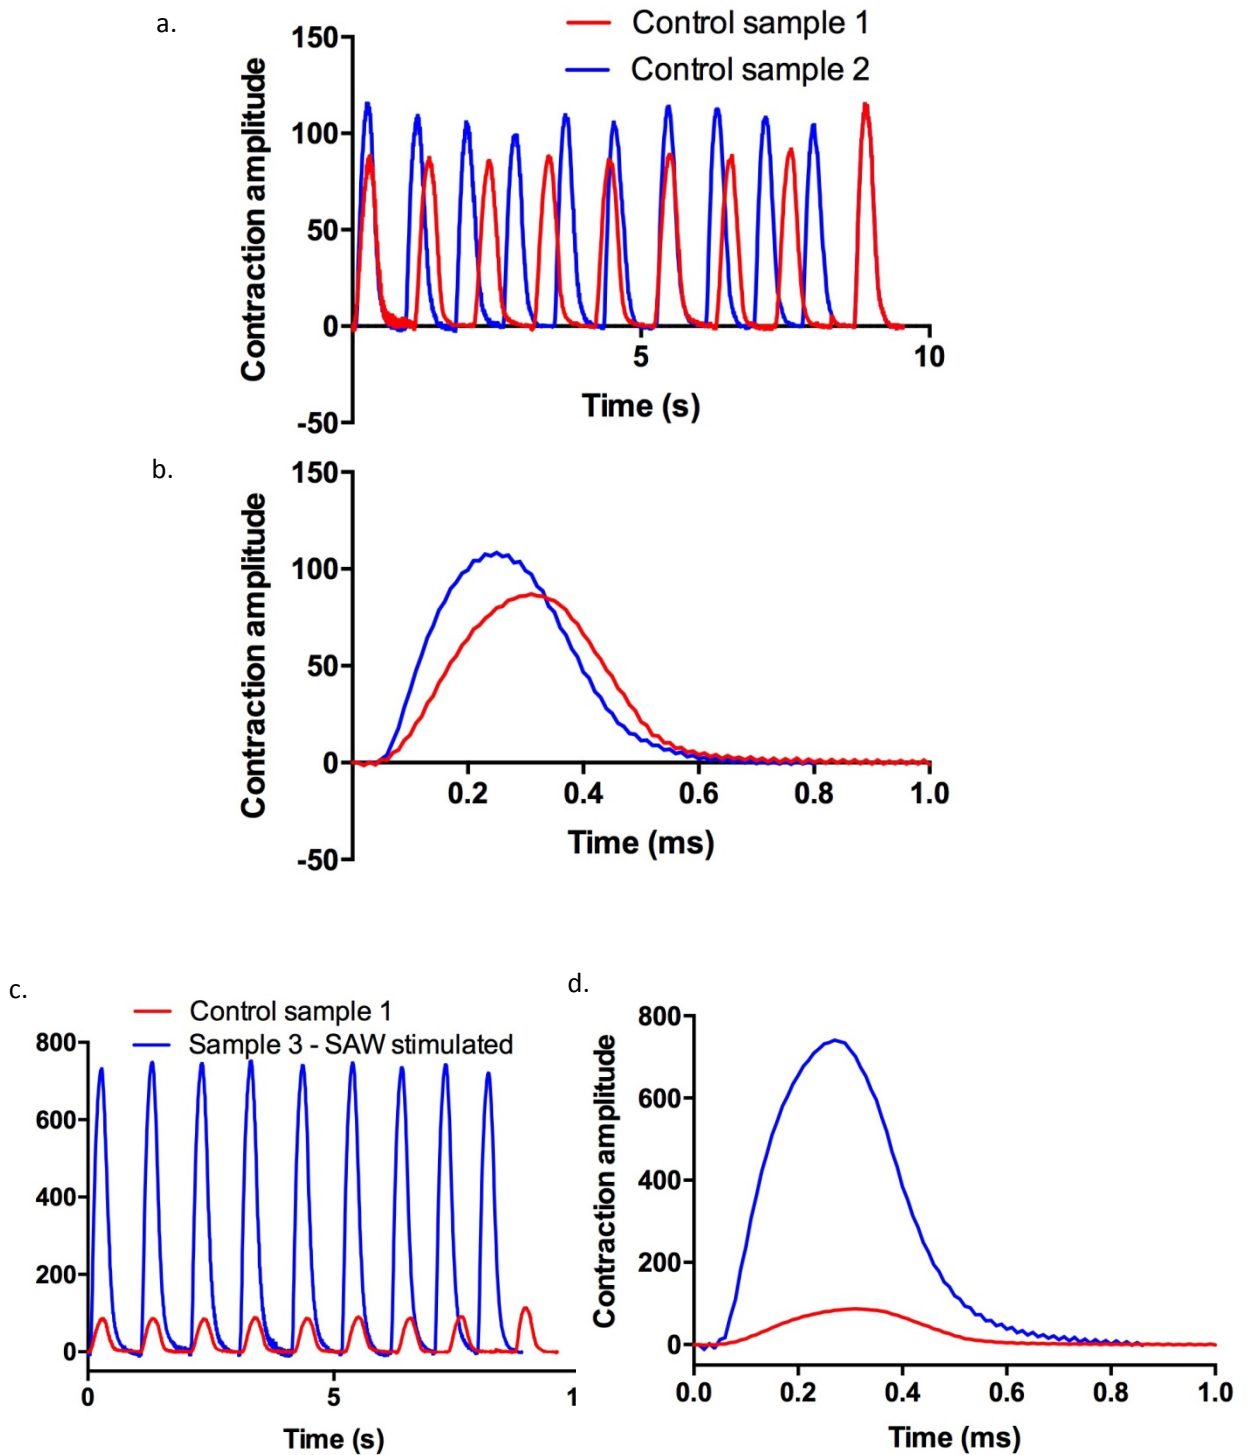 a.
Control sample 1
Control sample 2
Contraction amplitude
150
100
50
0
-50
5
10
Time (s)
b.
Contraction amplitude
150
100
50
0
-50
0.2
0.4
0.6
0.8
1.0
Time (ms)
c.
Control sample 1
Sample 3 - SAW stimulated
800
600
400
200
0
0
5
1
Time (s)
d.
Contraction amplitude
800
600
400
200
0
0.0
0.2
0.4
0.6
0.8
1.0
Time (ms)